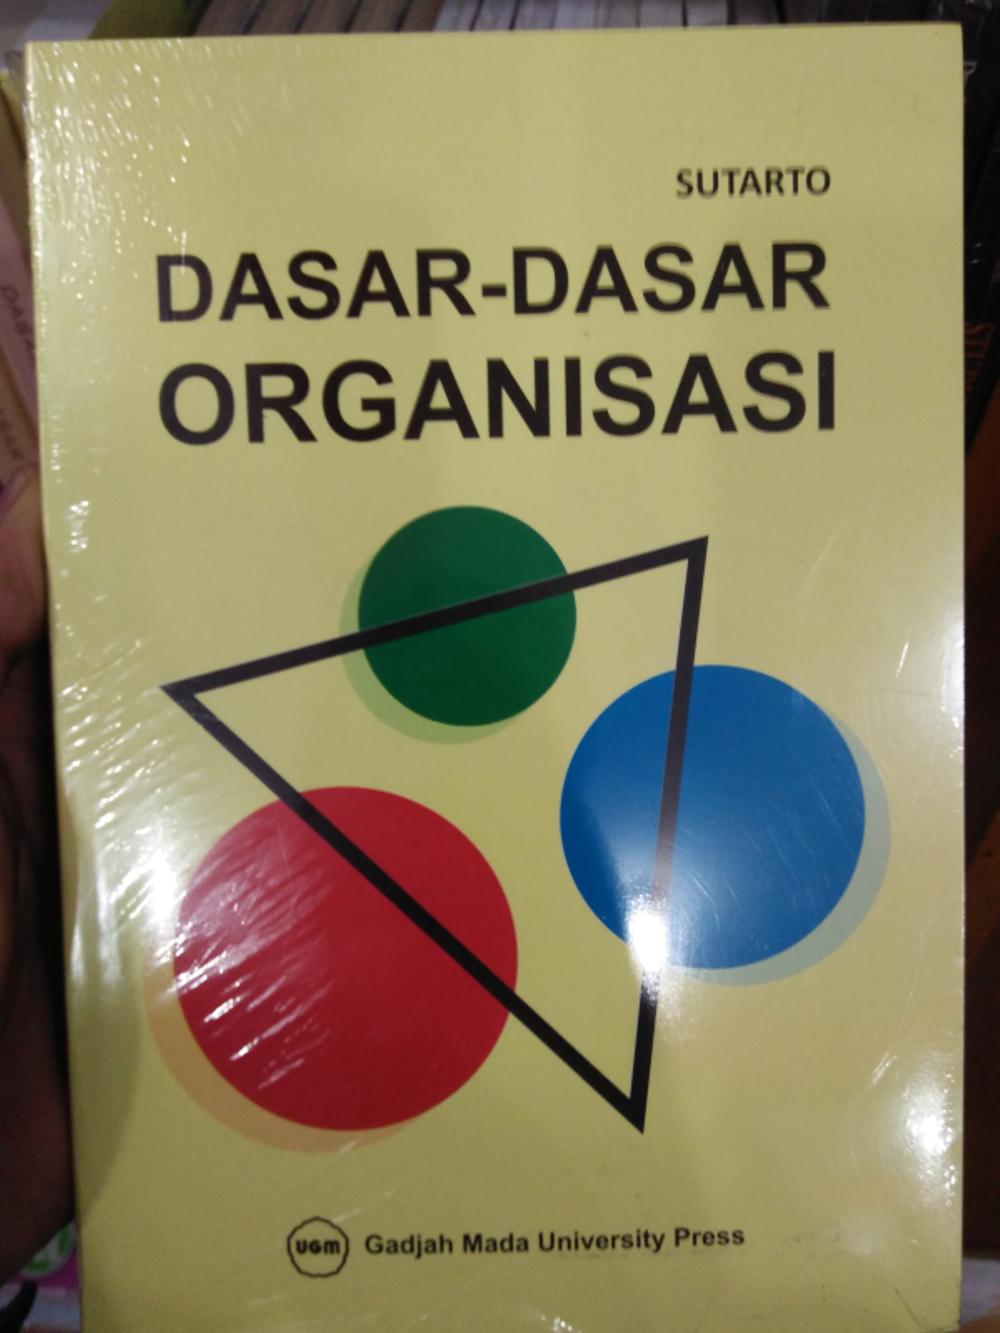 SUTARTO
DASAR-DASAR
ORGANISASI
UGM Gadjah Mada University Press